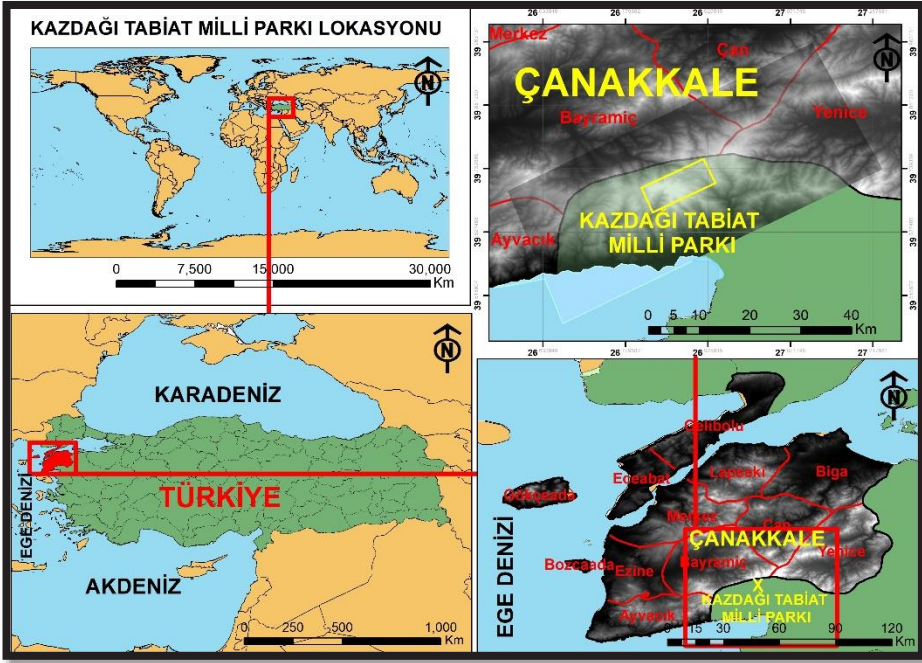 KAZDAĞI TABİAT MİLLİ PARKI LOKASYONU
N
0 7,500 15,000 30,000
Km
Merkez
Çan
ÇANAKKALE
Bayramiç
Yenice
KAZDAĞI TABİAT
MİLLİ PARKI
Ayvacık
N
0 5 10 20 30 40
Km
KARADENİZ
N
TÜRKİYE
EGE DENİZİ
AKDENİZ
0 250 500 1,000
Km
N
Gelibolu
Eceabat
Lapseki
Biga
Gökçeada
Merkez
Çan
ÇANAKKALE
Bozcaada
Ezine
Bayramiç
Yenice
X
KAZDAĞI TABİAT
MİLLİ PARKI
Ayvacık
EGE DENİZİ
0 15 30 60 90 120
Km